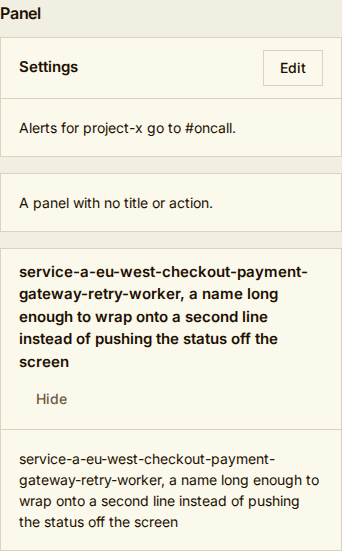 Panel
Settings
Edit
Alerts for project-x go to #oncall.
A panel with no title or action.
service-a-eu-west-checkout-payment-
gateway-retry-worker, a name long
enough to wrap onto a second line
instead of pushing the status off the
screen
Hide
service-a-eu-west-checkout-payment-
gateway-retry-worker, a name long enough to
wrap onto a second line instead of pushing
the status off the screen